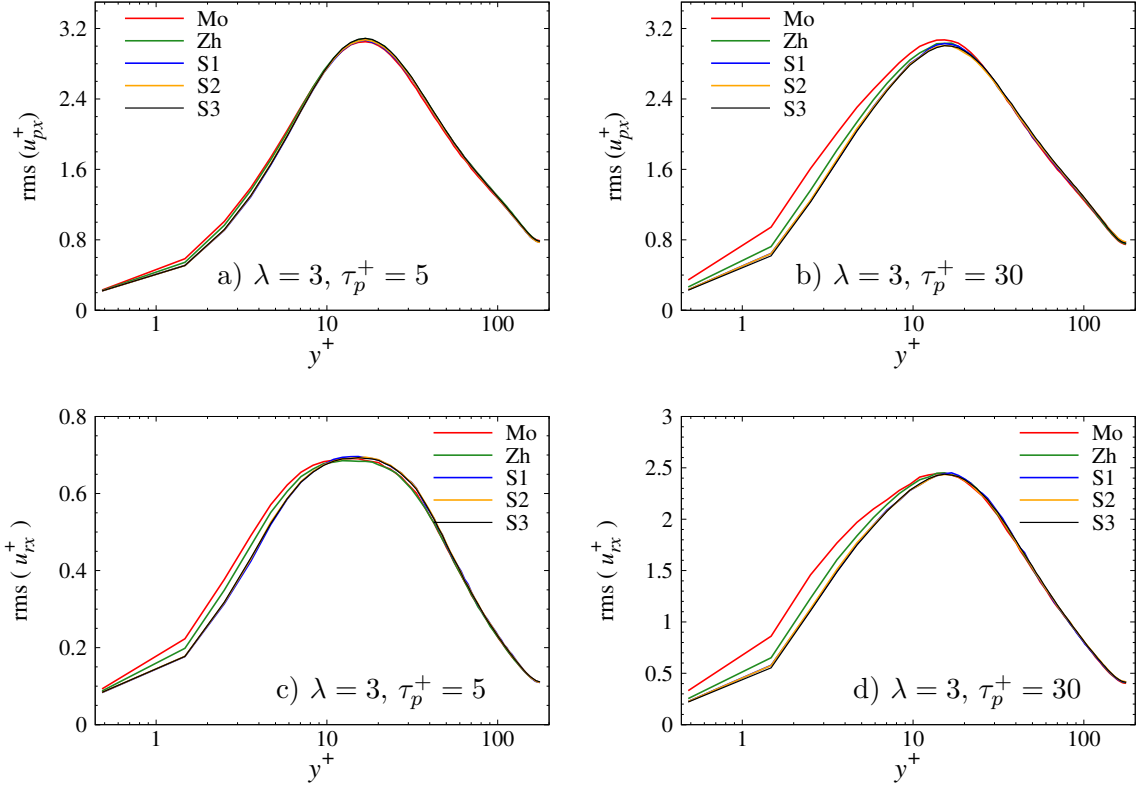 3.2
2.4
1.6
0.8
0
rms (u⁺ₚₓ)
Mo
Zh
S1
S2
S3
a) λ = 3, τₚ⁺ = 5
1 10 100
y⁺
3.2
2.4
1.6
0.8
0
rms (u⁺ₚₓ)
Mo
Zh
S1
S2
S3
b) λ = 3, τₚ⁺ = 30
1 10 100
y⁺
0.8
0.6
0.4
0.2
0
rms ( u⁺ᵣₓ )
Mo
Zh
S1
S2
S3
c) λ = 3, τₚ⁺ = 5
1 10 100
y⁺
3
2.5
2
1.5
1
0.5
0
rms ( u⁺ᵣₓ )
Mo
Zh
S1
S2
S3
d) λ = 3, τₚ⁺ = 30
1 10 100
y⁺